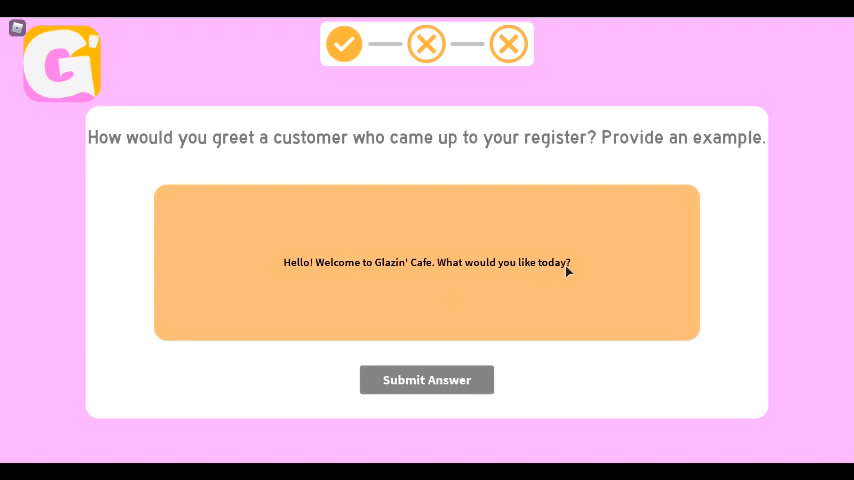 G
How would you greet a customer who came up to your register? Provide an example.
Hello! Welcome to Glazin' Cafe. What would you like today?
Submit Answer